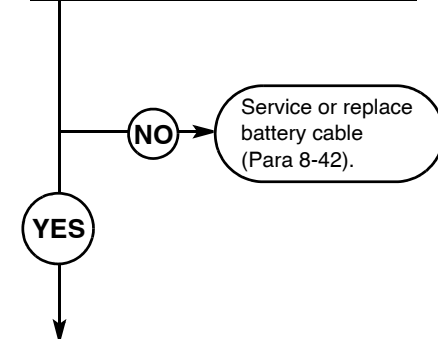 NO
Service or replace
battery cable
(Para 8-42).
YES